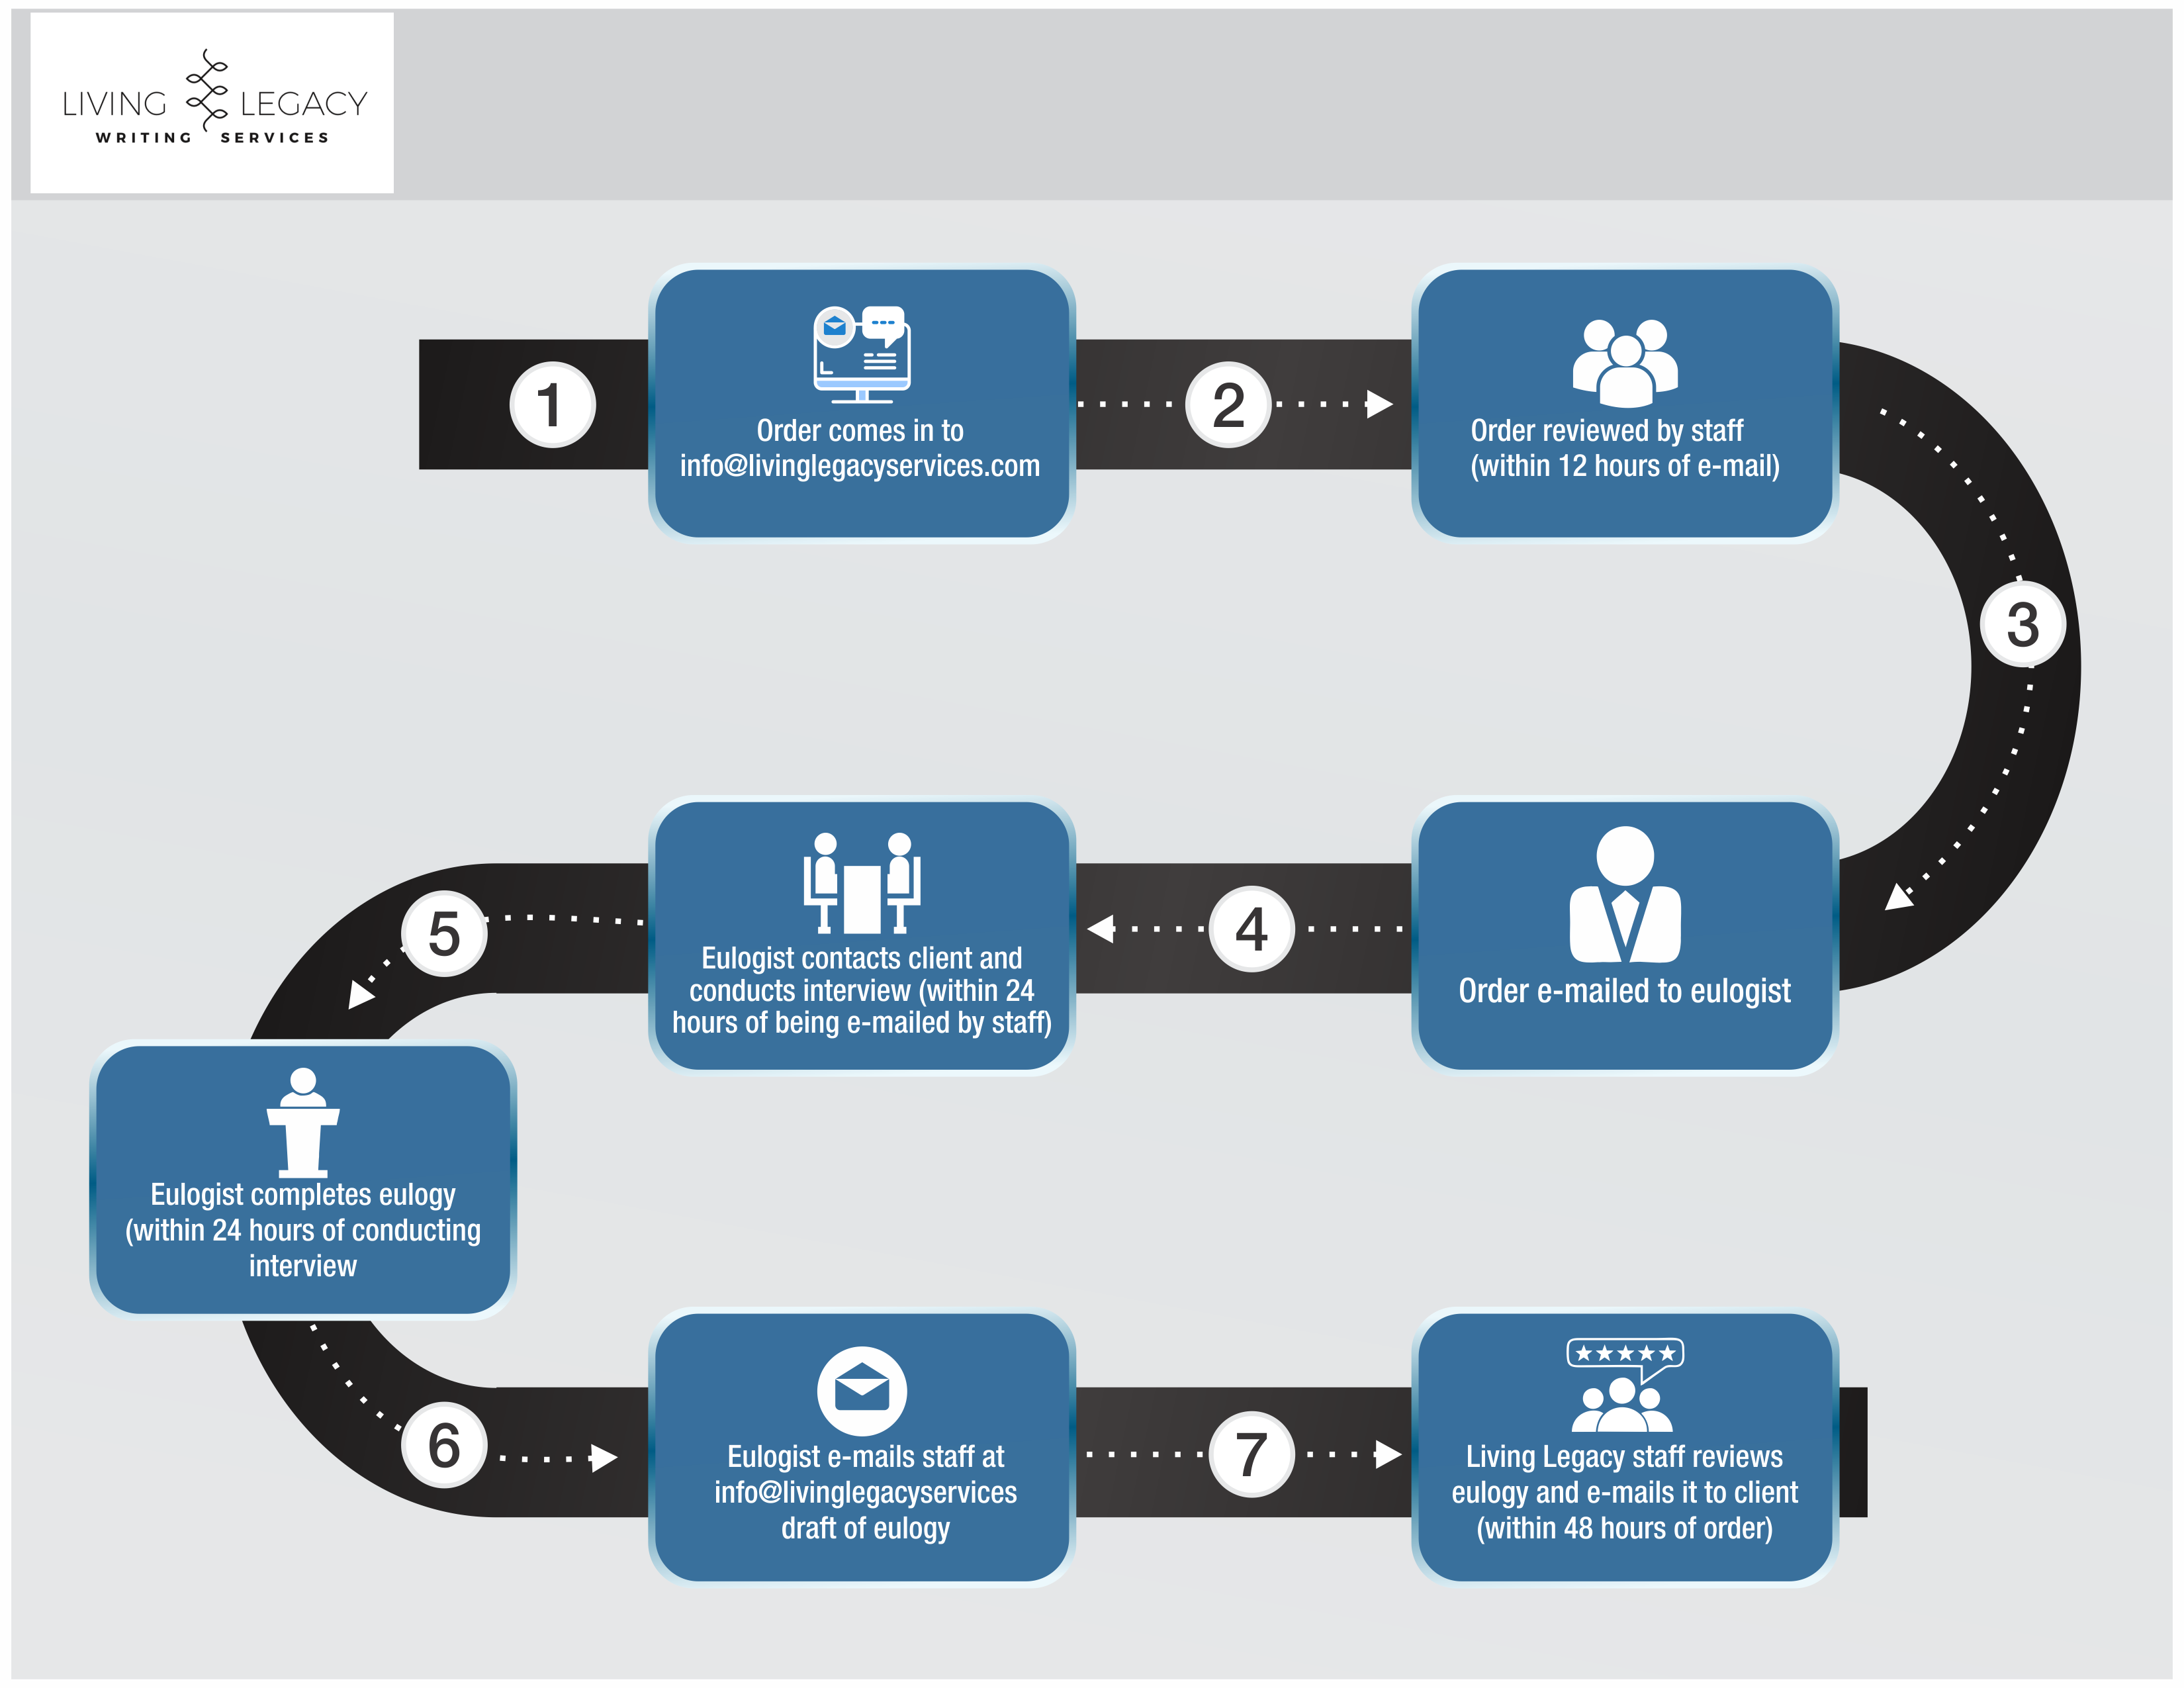 LIVING LEGACY
WRITING SERVICES
1
Order comes in to
info@livinglegacyservices.com
2
Order reviewed by staff
(within 12 hours of e-mail)
3
Order e-mailed to eulogist
4
Eulogist contacts client and
conducts interview (within 24
hours of being e-mailed by staff)
5
Eulogist completes eulogy
(within 24 hours of conducting
interview
6
Eulogist e-mails staff at
info@livinglegacyservices
draft of eulogy
7
Living Legacy staff reviews
eulogy and e-mails it to client
(within 48 hours of order)